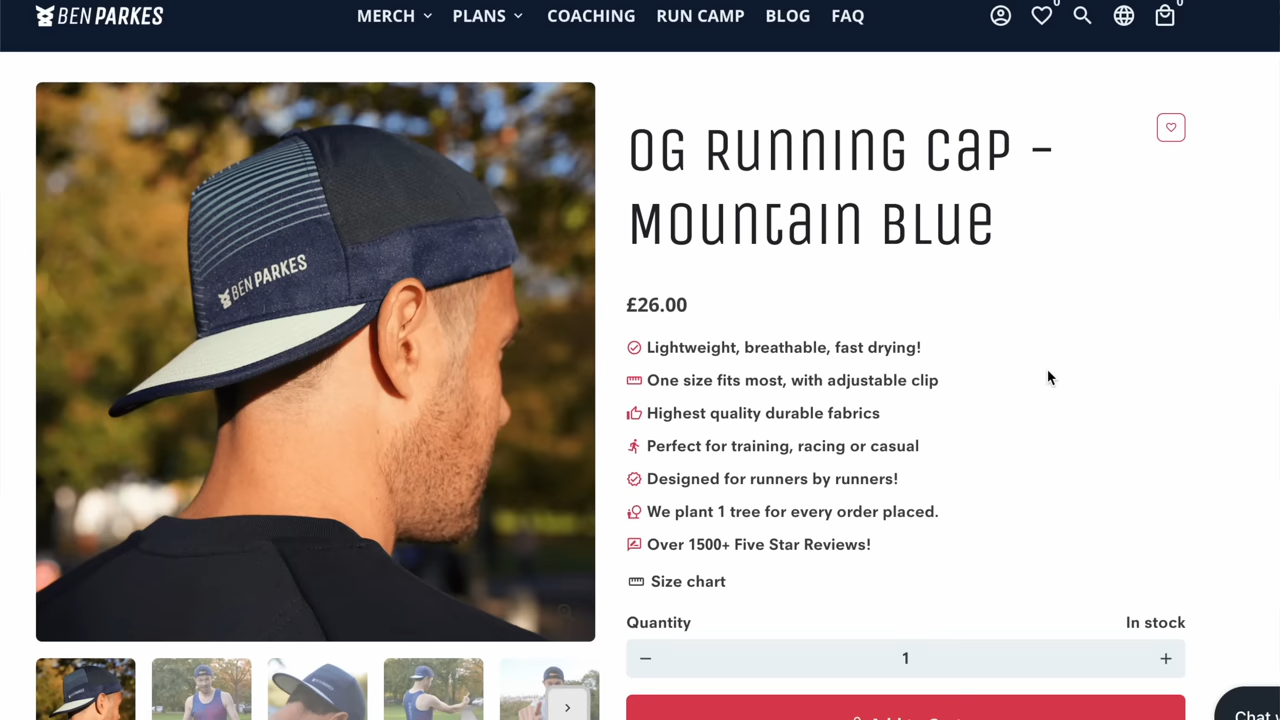 BEN PARKES
MERCH PLANS COACHING RUN CAMP BLOG FAQ
0
0
OG Running Cap -
Mountain Blue
£26.00
Lightweight, breathable, fast drying!
One size fits most, with adjustable clip
Highest quality durable fabrics
Perfect for training, racing or casual
Designed for runners by runners!
We plant 1 tree for every order placed.
Over 1500+ Five Star Reviews!
Size chart
Quantity
In stock
− 1 +
BEN PARKES
Chat